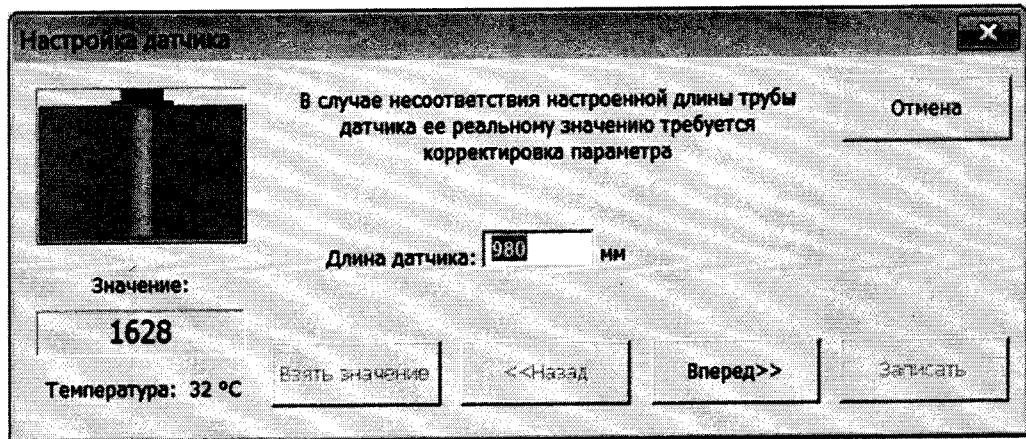 Настройка датчика
В случае несоответствия настроенной длины трубы
датчика ее реальному значению требуется
корректировка параметра
Отмена
Длина датчика: 980 мм
Значение:
1628
Температура: 32 °C
Взять значение
<<Назад
Вперед>>
Записать